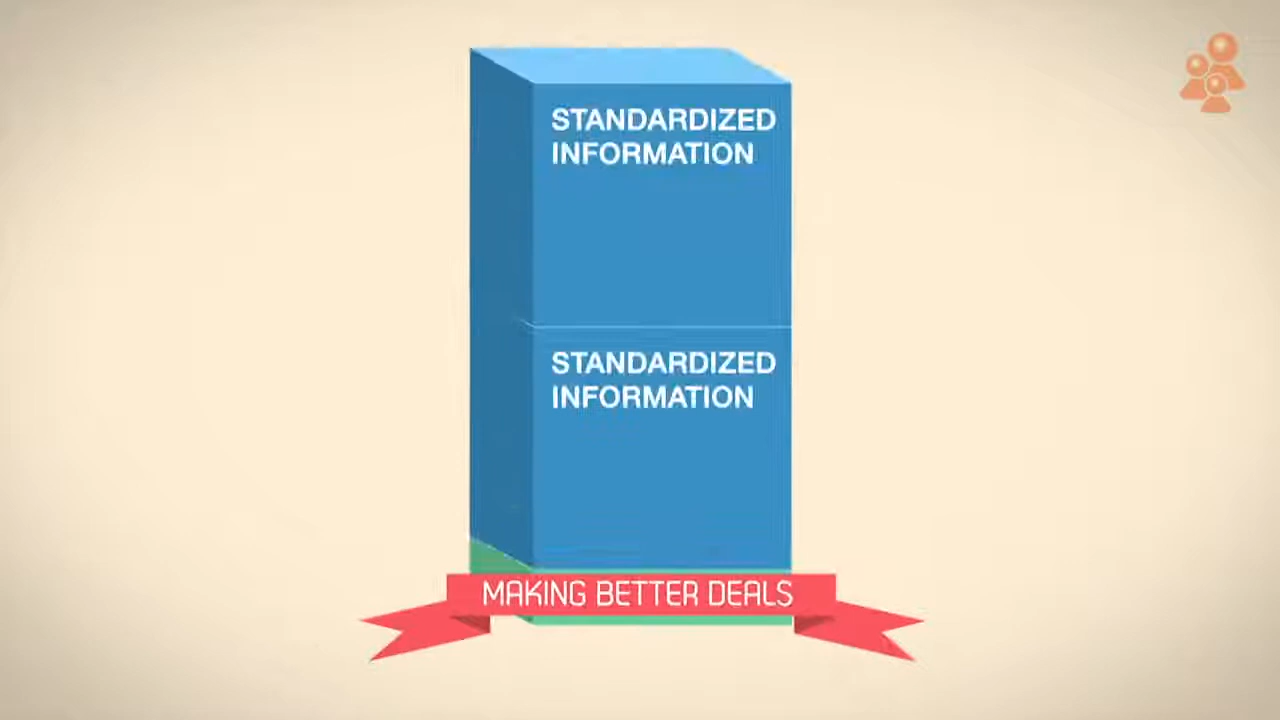 STANDARDIZED
INFORMATION
STANDARDIZED
INFORMATION
MAKING BETTER DEALS